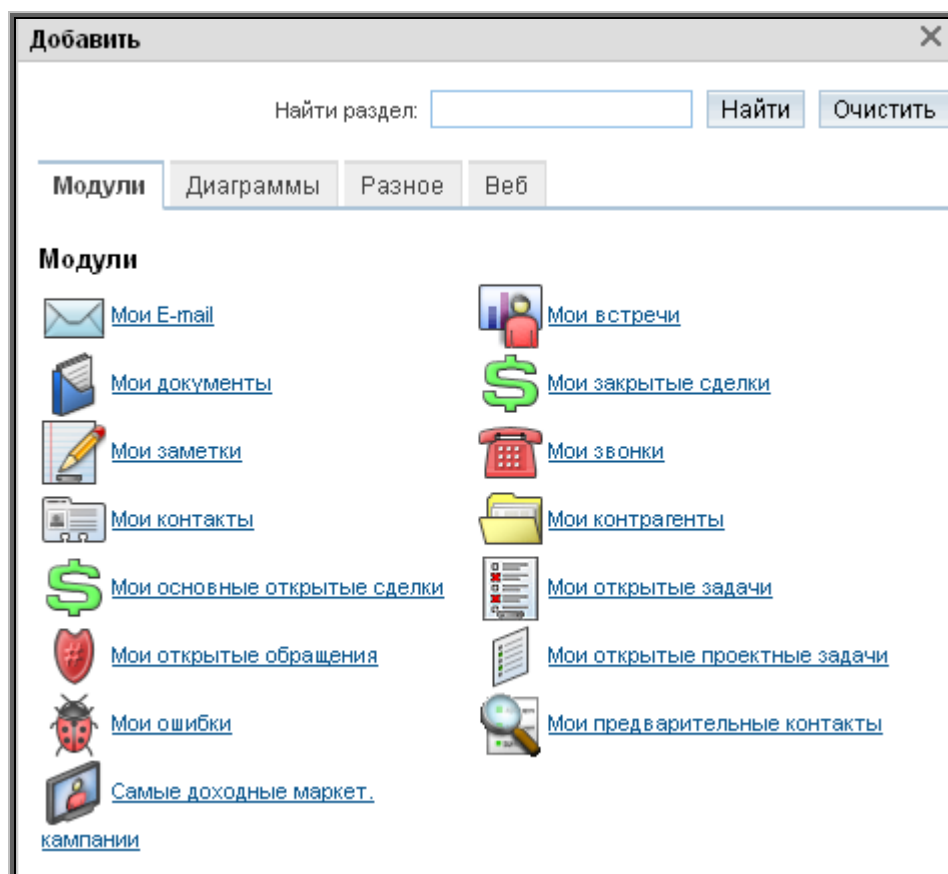 Добавить
Найти раздел: Найти Очистить
Модули Диаграммы Разное Веб
Модули
Мои E-mail Мои встречи
Мои документы Мои закрытые сделки
Мои заметки Мои звонки
Мои контакты Мои контрагенты
Мои основные открытые сделки Мои открытые задачи
Мои открытые обращения Мои открытые проектные задачи
Мои ошибки Мои предварительные контакты
Самые доходные маркет.
кампании